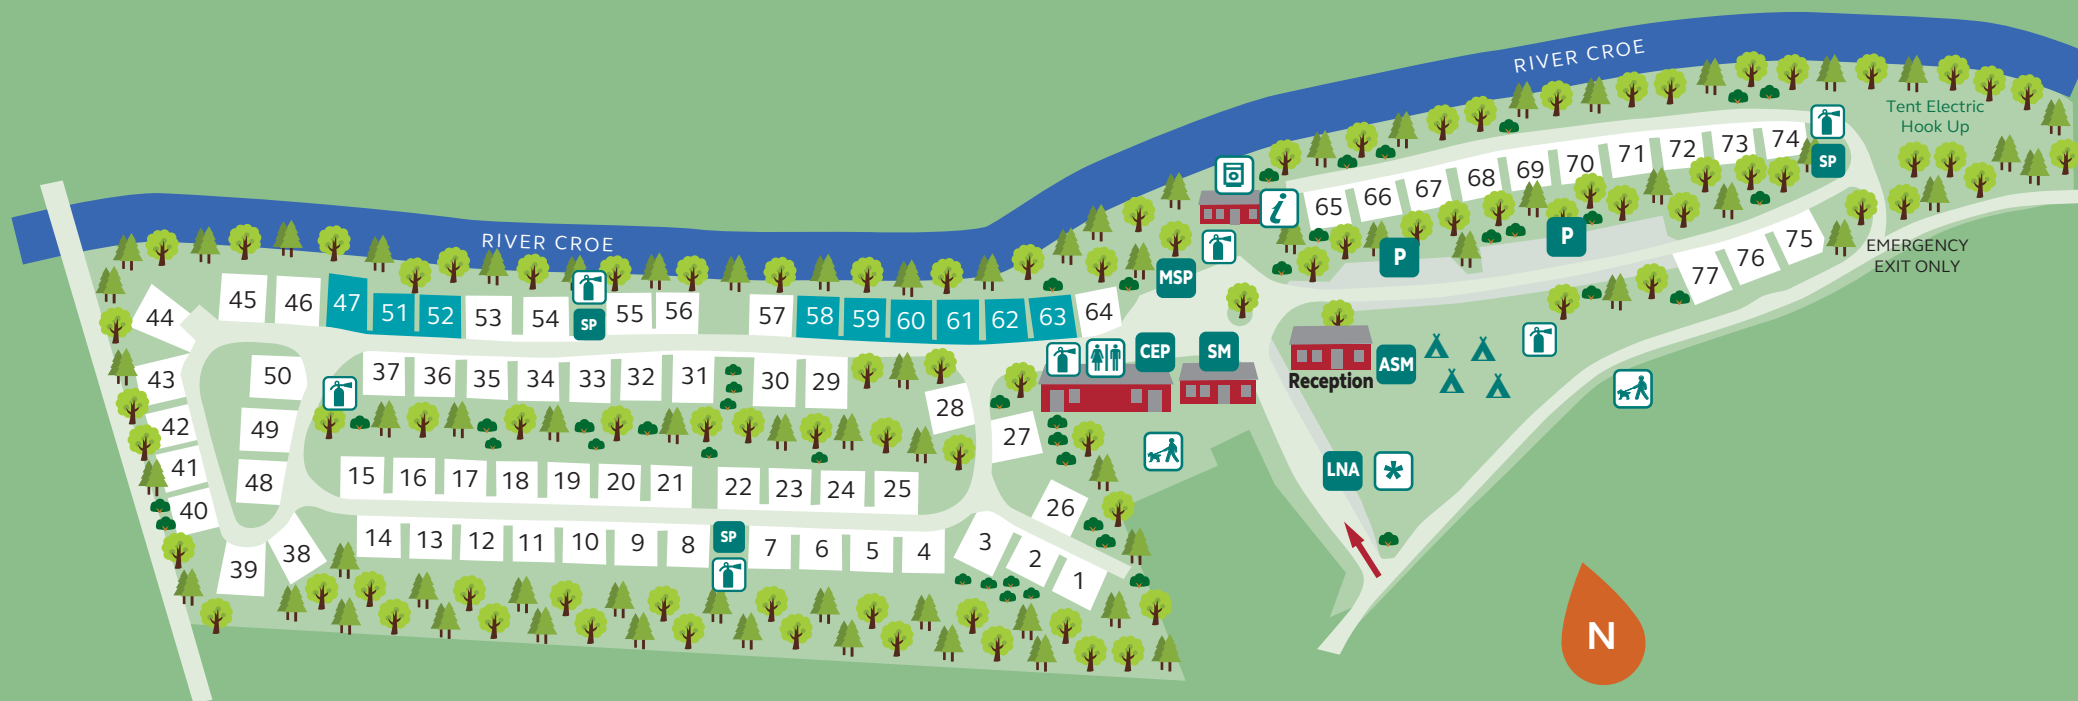 RIVER CROE
RIVER CROE
Tent Electric
Hook Up
65 66 67 68 69 70 71 72 73 74
SP
P
P
77 76 75
EMERGENCY
EXIT ONLY
i
MSP
44 45 46 47 51 52 53 54 55 56 57 58 59 60 61 62 63 64
SP
CEP
SM
Reception
ASM
43 50 37 36 35 34 33 32 31 30 29
28
42 49 27
41 48 15 16 17 18 19 20 21 22 23 24 25
LNA
*
40 26
14 13 12 11 10 9 8 SP 7 6 5 4 3 2 1
39 38
N